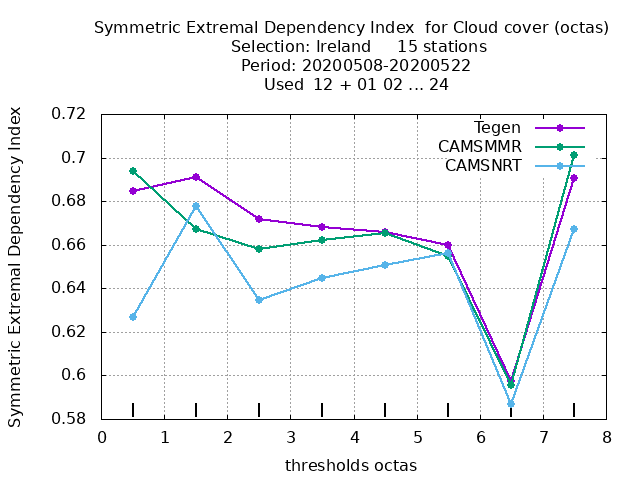 Symmetric Extremal Dependency Index  for Cloud cover (octas)
Selection: Ireland     15 stations
Period: 20200508-20200522
Used  12 + 01 02 ... 24
Symmetric Extremal Dependency Index
0.72
0.7
0.68
0.66
0.64
0.62
0.6
0.58
Tegen
CAMSMMR
CAMSNRT
0 1 2 3 4 5 6 7 8
thresholds octas